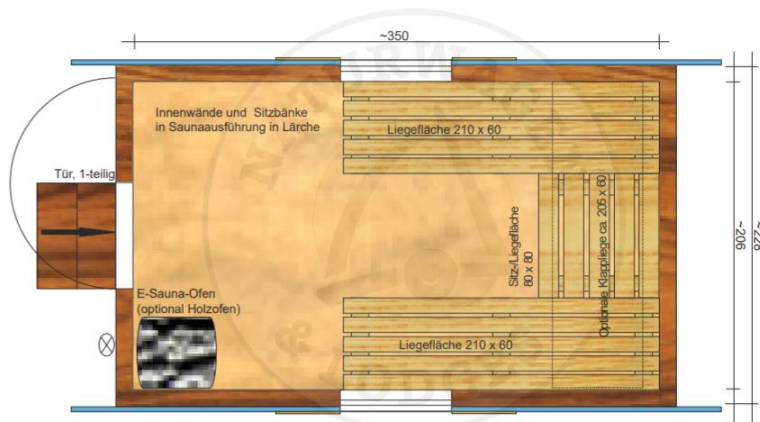 ~350
Innenwände und Sitzbänke
in Saunaausführung in Lärche
Liegefläche 210 x 60
Tür, 1-teilig
Sitz-/Liegefläche
80 x 80
Optionale Klappliege ca. 205 x 60
~206
~228
E-Sauna-Ofen
(optional Holzofen)
Liegefläche 210 x 60